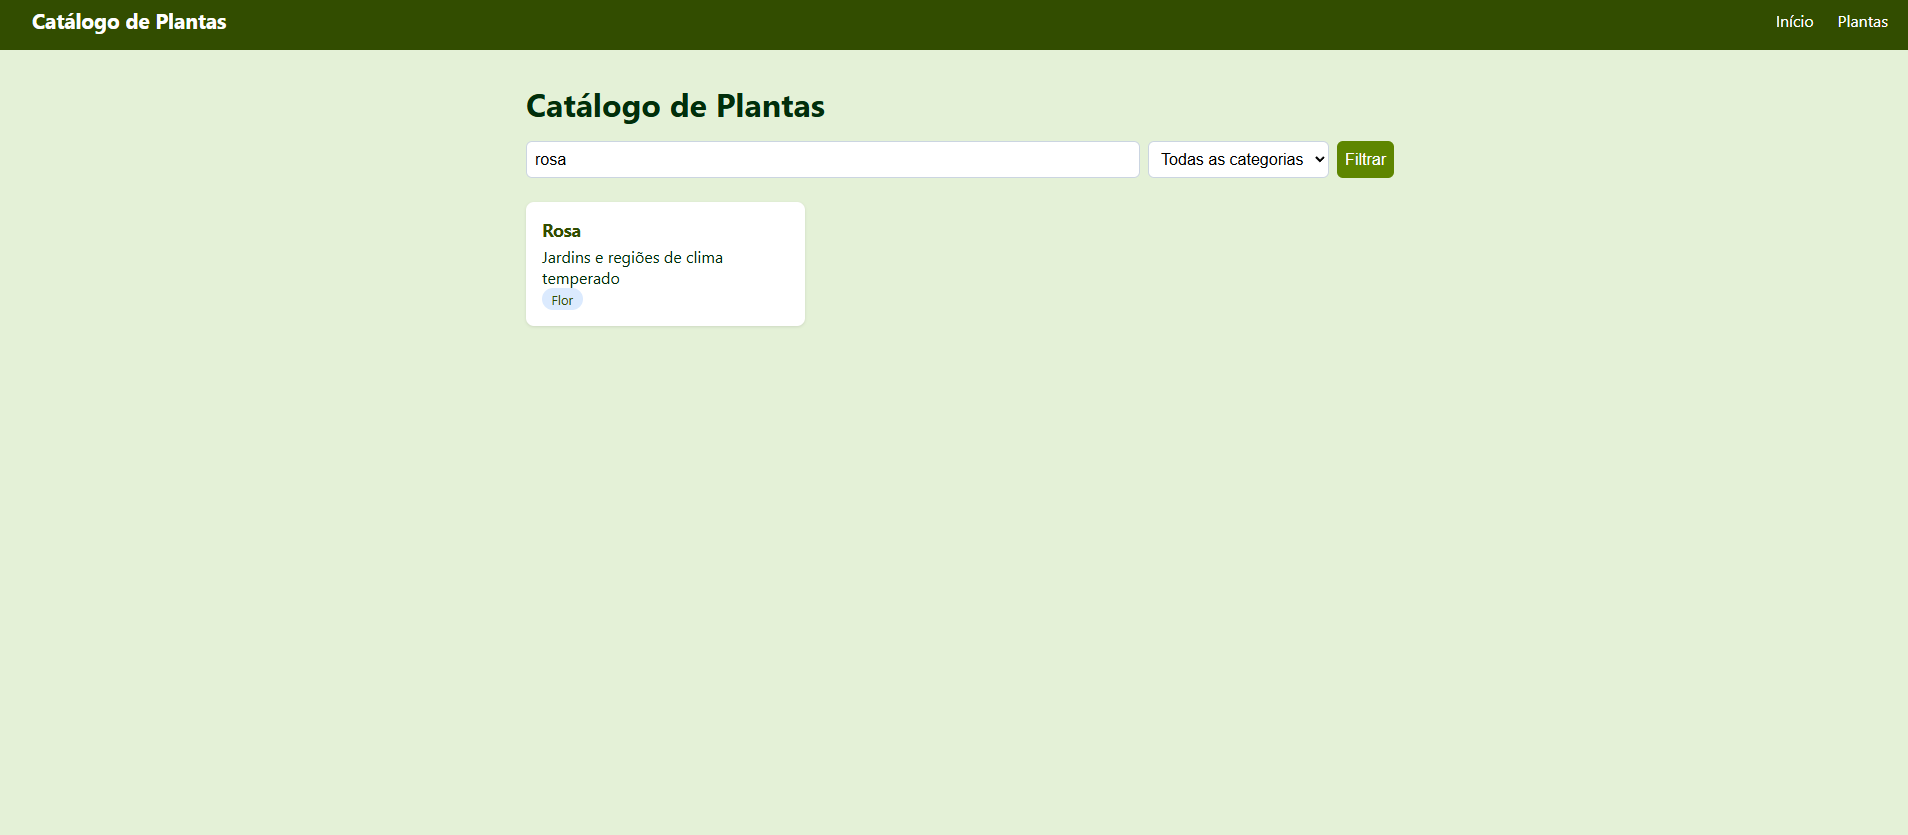 Catálogo de Plantas
Início
Plantas
Catálogo de Plantas
rosa
Todas as categorias
Filtrar
Rosa
Jardins e regiões de clima
temperado
Flor